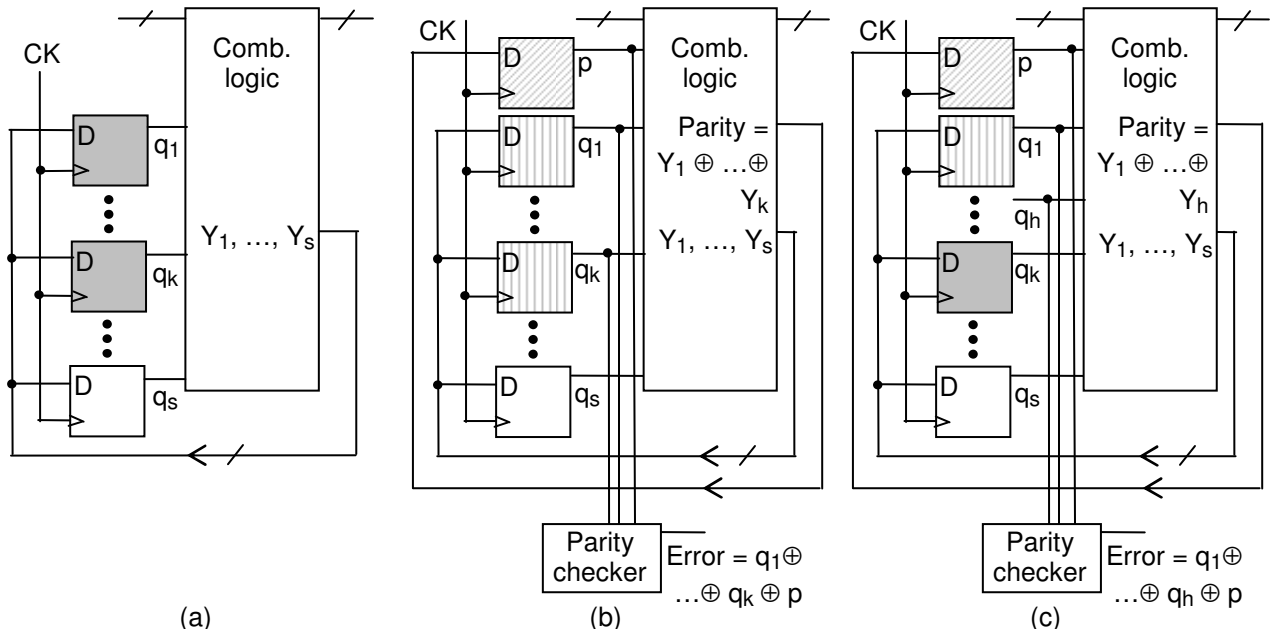 CK
Comb.
logic
D
q1
D
qk
Y1, …, Ys
D
qs
(a)
CK
D
p
Comb.
logic
D
q1
Parity =
Y1 ⊕ …⊕
Yk
D
qk
Y1, …, Ys
D
qs
Parity
checker
Error = q1⊕
…⊕ qk ⊕ p
(b)
CK
D
p
Comb.
logic
D
q1
Parity =
Y1 ⊕ …⊕
Yh
qh
D
qk
Y1, …, Ys
D
qs
Parity
checker
Error = q1⊕
…⊕ qh ⊕ p
(c)